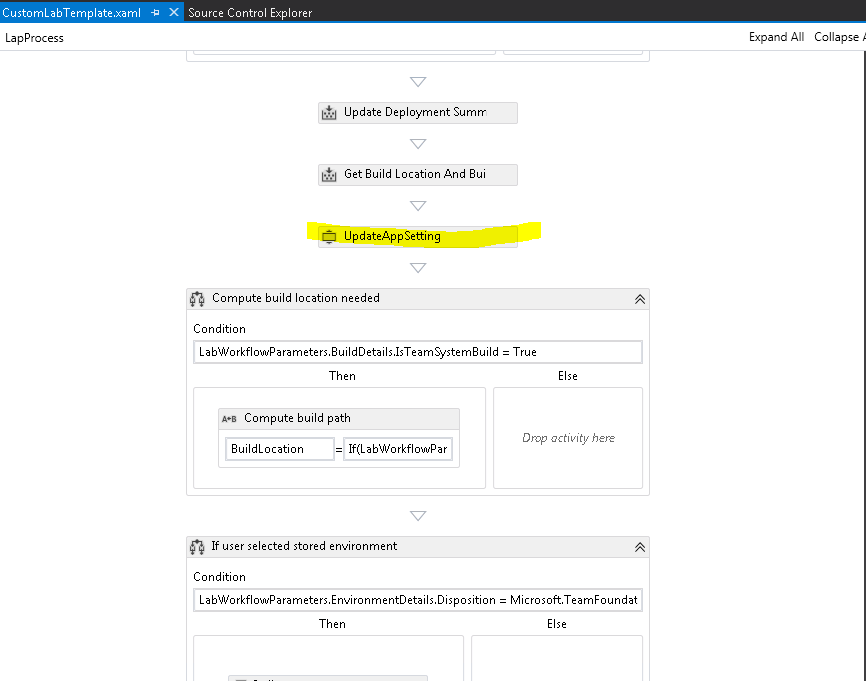 CustomLabTemplate.xaml
Source Control Explorer
LapProcess
Expand All
Collapse
Update Deployment Summ
Get Build Location And Bui
UpdateAppSetting
Compute build location needed
Condition
LabWorkflowParameters.BuildDetails.IsTeamSystemBuild = True
Then
Else
A+B
Compute build path
BuildLocation
=
If(LabWorkflowPar
Drop activity here
If user selected stored environment
Condition
LabWorkflowParameters.EnvironmentDetails.Disposition = Microsoft.TeamFoundat
Then
Else